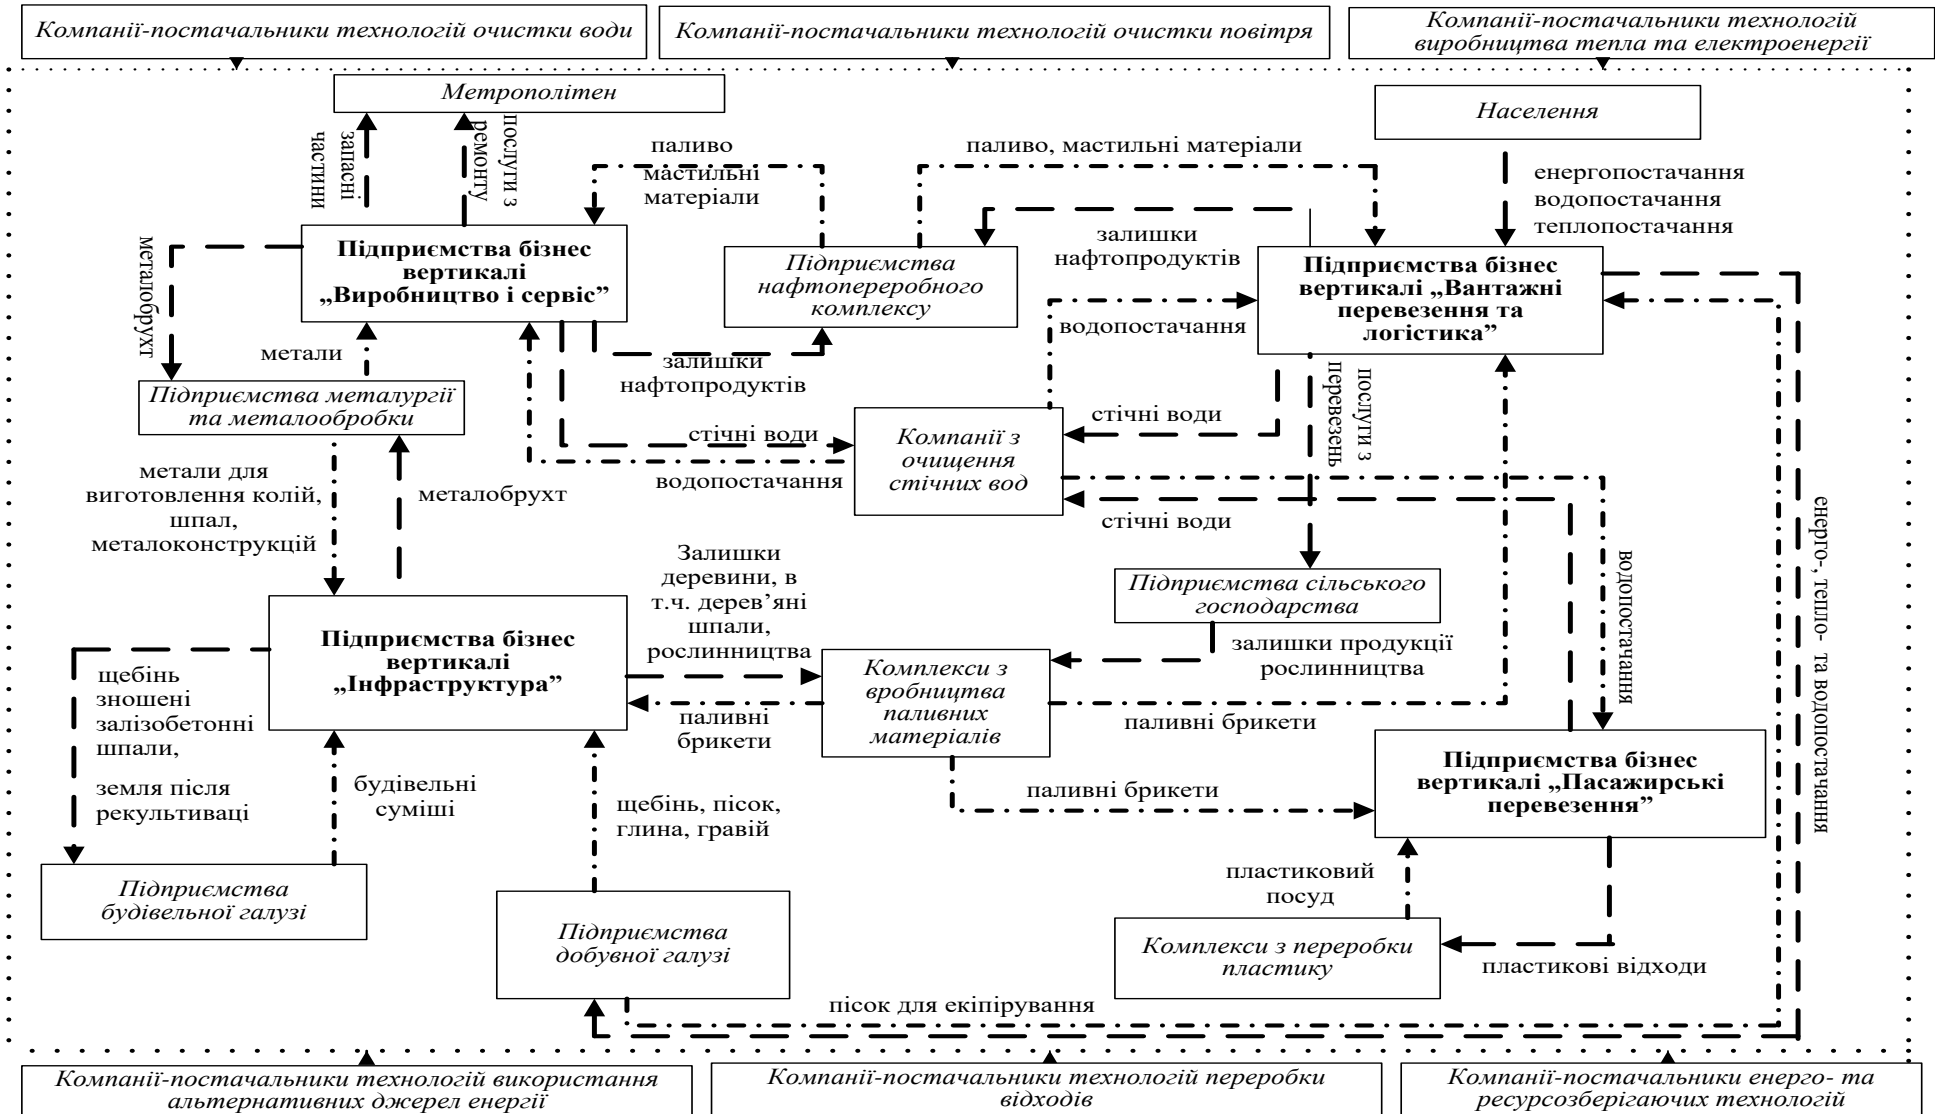 Компанії-постачальники технологій очистки води
Компанії-постачальники технологій очистки повітря
Компанії-постачальники технологій
виробництва тепла та електроенергії
Метрополітен
Населення
запасні
частини
послуги з
ремонту
паливо
мастильні
матеріали
паливо, мастильні матеріали
енергопостачання
водопостачання
теплопостачання
металобрухт
Підприємства бізнес
вертикалі
„Виробництво і сервіс”
Підприємства
нафтопереробного
комплексу
залишки
нафтопродуктів
Підприємства бізнес
вертикалі „Вантажні
перевезення та
логістика”
водопостачання
метали
залишки
нафтопродуктів
Підприємства металургії
та металообробки
послуги з
перевезень
стічні води
Компанії з
очищення
стічних вод
стічні води
водопостачання
метали для
виготовлення колій,
шпал,
металоконструкцій
металобрухт
стічні води
енерго-, тепло- та водопостачання
водопостачання
Залишки
деревини, в
т.ч. дерев’яні
шпали,
рослинництва
Підприємства сільського
господарства
залишки продукції
рослинництва
Підприємства бізнес
вертикалі
„Інфраструктура”
Комплекси з
вробництва
паливних
матеріалів
паливні
брикети
паливні брикети
щебінь
зношені
залізобетонні
шпали,
земля після
рекультиваці
будівельні
суміші
щебінь, пісок,
глина, гравій
паливні брикети
Підприємства бізнес
вертикалі „Пасажирські
перевезення”
пластиковий
посуд
Підприємства
будівельної галузі
Підприємства
добувної галузі
Комплекси з переробки
пластику
пластикові відходи
пісок для екіпірування
Компанії-постачальники технологій використання
альтернативних джерел енергії
Компанії-постачальники технологій переробки
відходів
Компанії-постачальники енерго- та
ресурсозберігаючих технологій